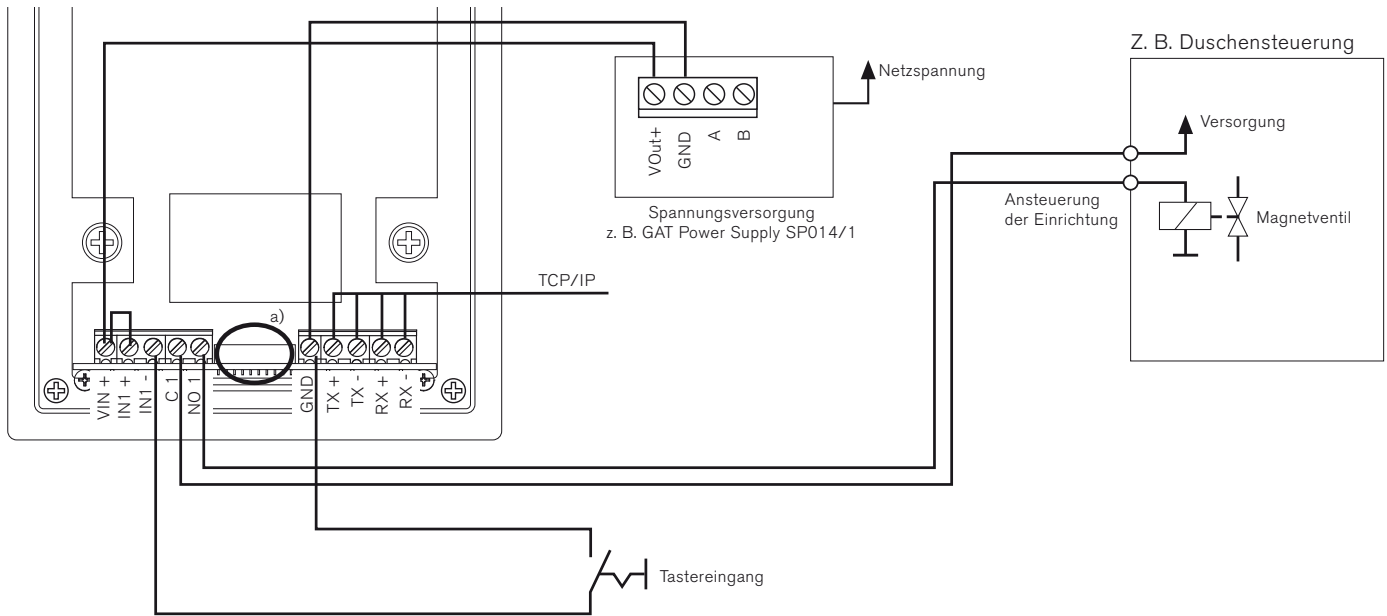 Z. B. Duschensteuerung
Netzspannung
VOut+
GND
A
B
Versorgung
Spannungsversorgung
z. B. GAT Power Supply SP014/1
Ansteuerung
der Einrichtung
Magnetventil
TCP/IP
a)
VIN +
IN1 +
IN1 -
C 1
NO 1
GND
TX +
TX -
RX +
RX -
Tastereingang